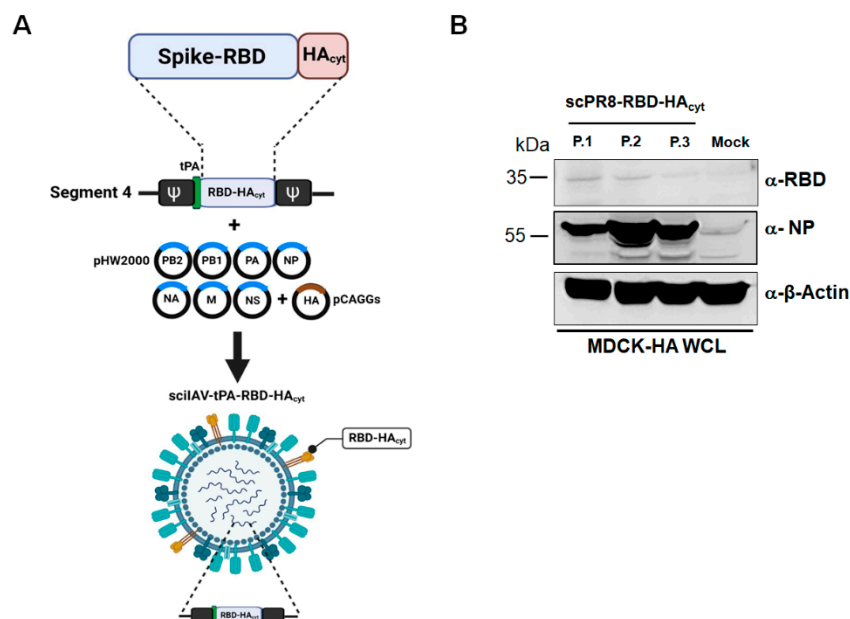 A
Spike-RBD HAcyt
tPA
Segment 4 Ψ RBD-HAcyt Ψ
+
pHW2000 PB2 PB1 PA NP
NA M NS + HA pCAGGs
sciIAV-tPA-RBD-HAcyt
RBD-HAcyt
RBD-HAcyt
B
scPR8-RBD-HAcyt
kDa P.1 P.2 P.3 Mock
35 α-RBD
55 α- NP
α-β-Actin
MDCK-HA WCL